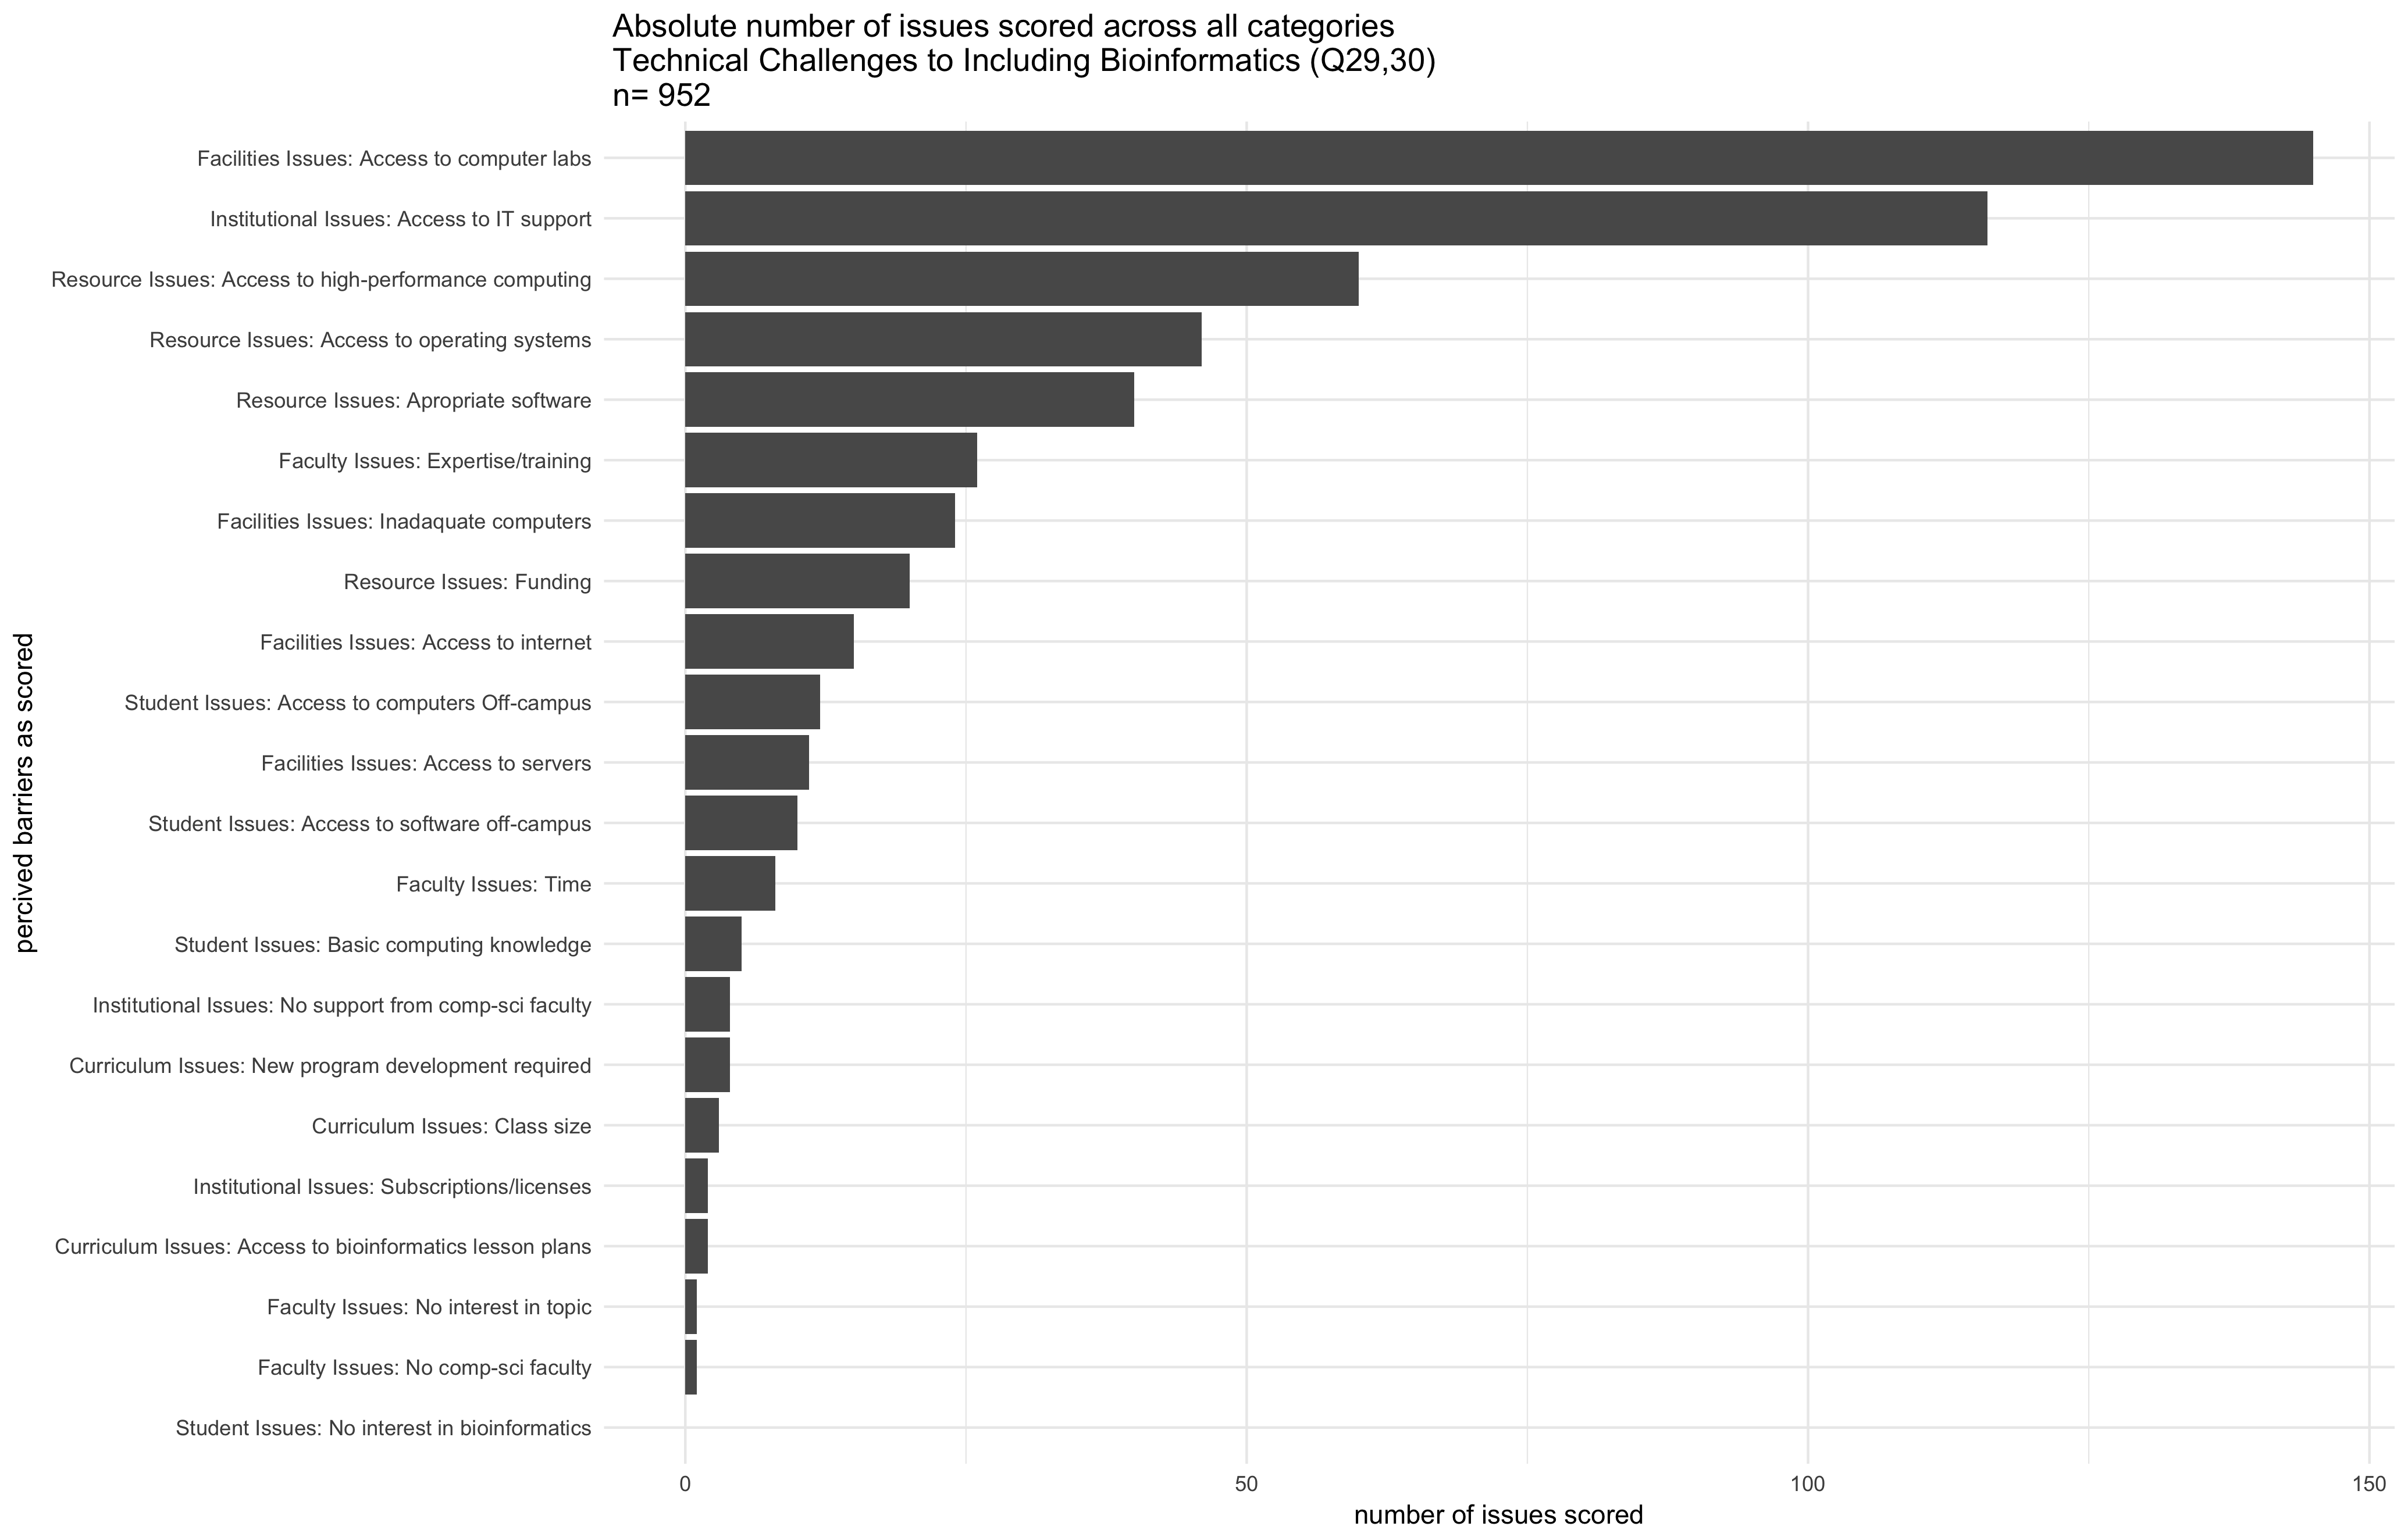 Absolute number of issues scored across all categories
Technical Challenges to Including Bioinformatics (Q29,30)
n= 952
percived barriers as scored
Facilities Issues: Access to computer labs
Institutional Issues: Access to IT support
Resource Issues: Access to high-performance computing
Resource Issues: Access to operating systems
Resource Issues: Apropriate software
Faculty Issues: Expertise/training
Facilities Issues: Inadaquate computers
Resource Issues: Funding
Facilities Issues: Access to internet
Student Issues: Access to computers Off-campus
Facilities Issues: Access to servers
Student Issues: Access to software off-campus
Faculty Issues: Time
Student Issues: Basic computing knowledge
Institutional Issues: No support from comp-sci faculty
Curriculum Issues: New program development required
Curriculum Issues: Class size
Institutional Issues: Subscriptions/licenses
Curriculum Issues: Access to bioinformatics lesson plans
Faculty Issues: No interest in topic
Faculty Issues: No comp-sci faculty
Student Issues: No interest in bioinformatics
0 50 100 150
number of issues scored